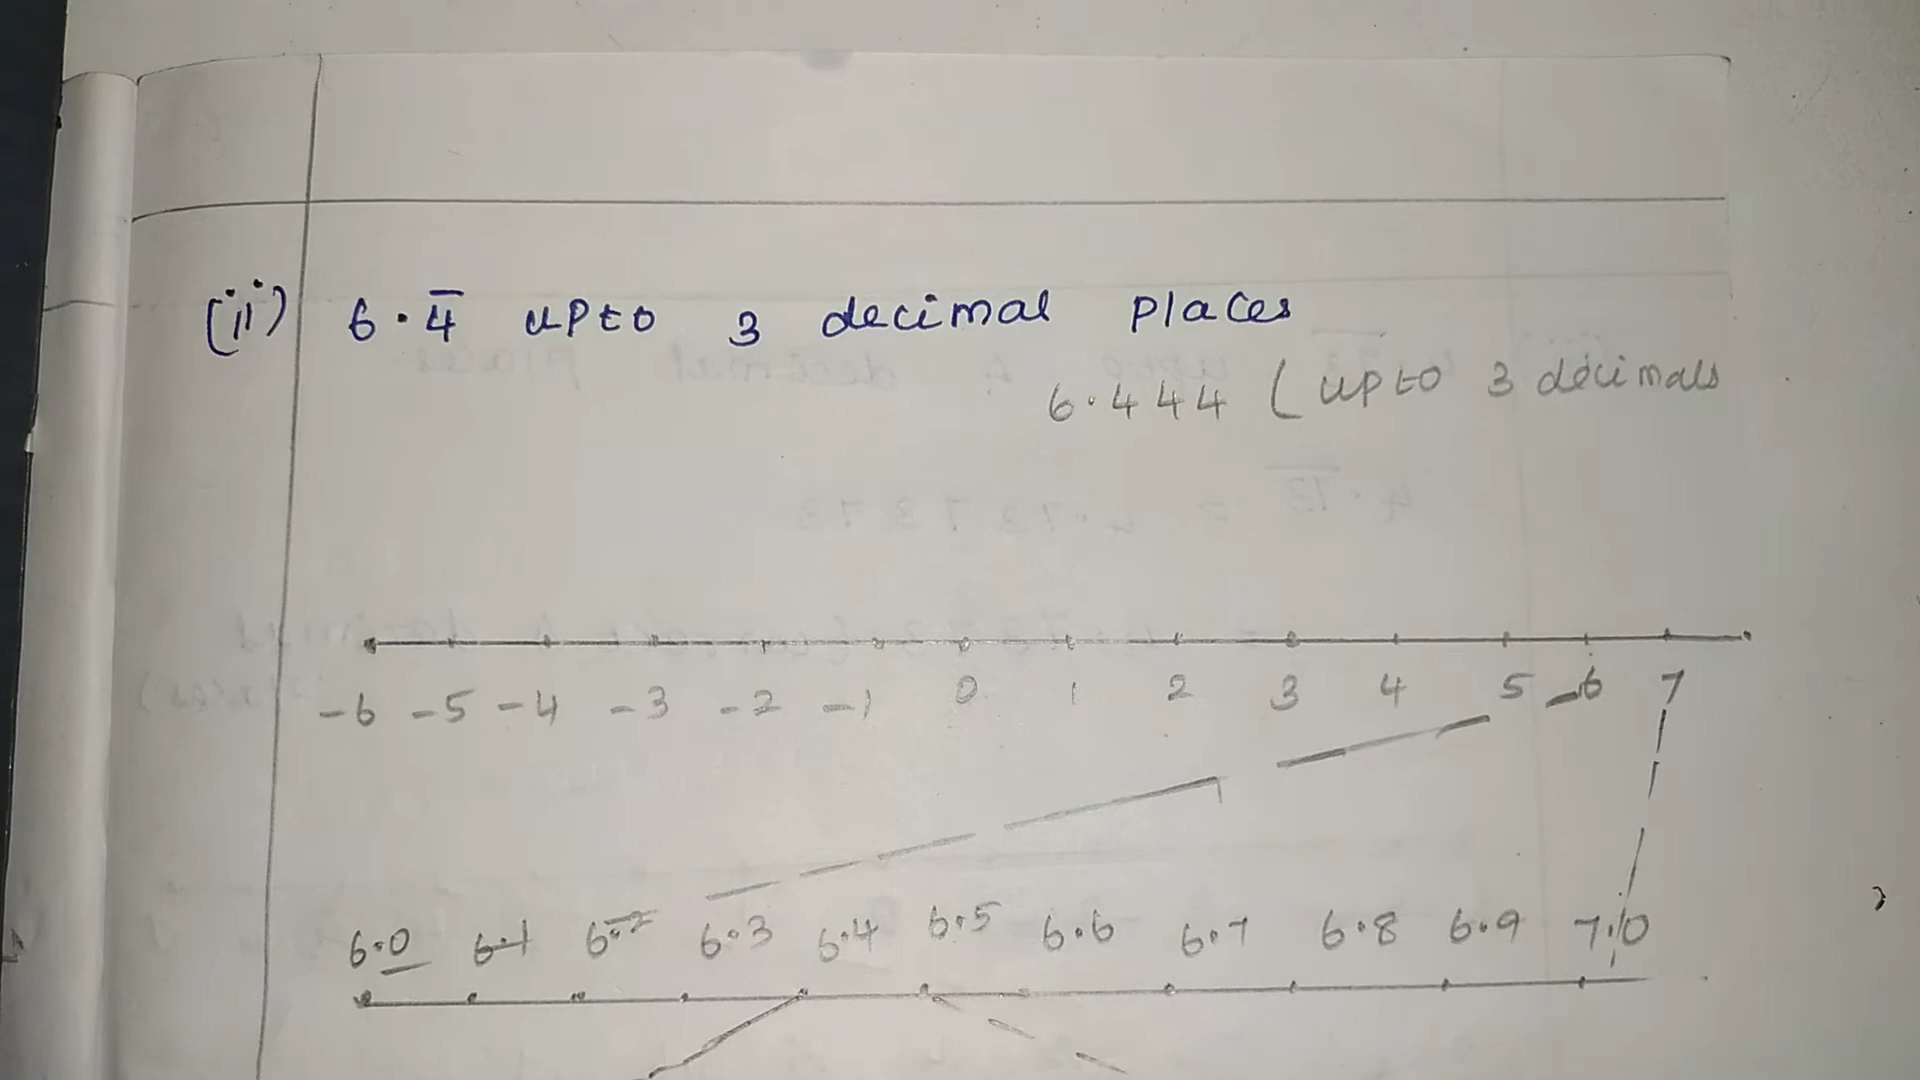 (ii) 6.4̅ upto 3 decimal places
6.444 ( upto 3 decimals
-6 -5 -4 -3 -2 -1 0 1 2 3 4 5 6 7
6.0 6.1 6.2 6.3 6.4 6.5 6.6 6.7 6.8 6.9 7.0